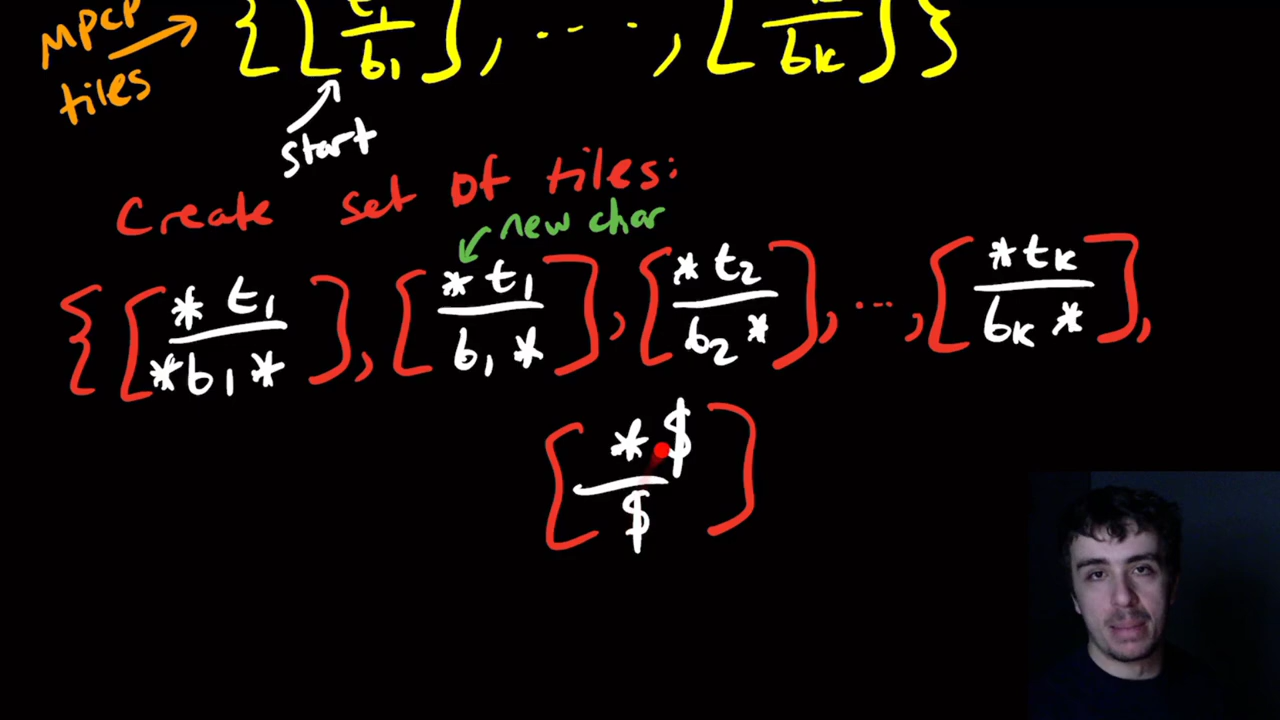 MPCP tiles
{[t1/b1], ..., [/bk]}
start
Create set of tiles:
new char
{[*t1/*b1*], [*t1/b1*], [*t2/b2*], ..., [*tk/bk*],
[*$/$]